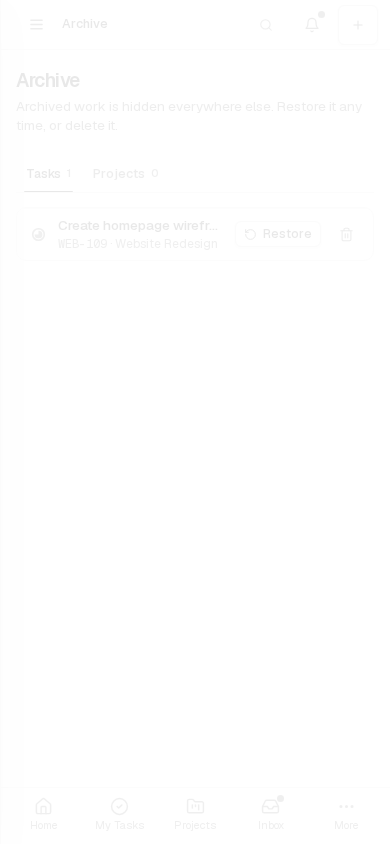 Archive
Archive
Archived work is hidden everywhere else. Restore it any
time, or delete it.
Tasks 1 Projects 0
Create homepage wirefr...
Restore
WEB-109 · Website Redesign
Home My Tasks Projects Inbox More